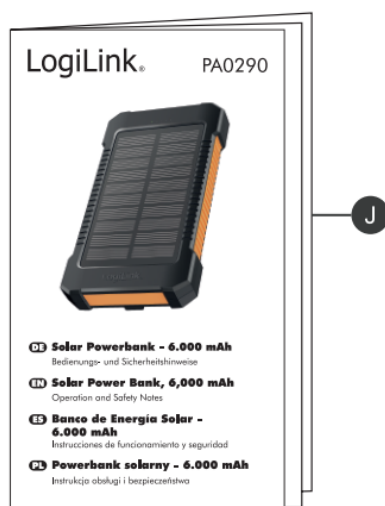 LogiLink®
PA0290
J
LogiLink
DE Solar Powerbank – 6.000 mAh
Bedienungs- und Sicherheitshinweise
EN Solar Power Bank, 6,000 mAh
Operation and Safety Notes
ES Banco de Energía Solar –
6.000 mAh
Instrucciones de funcionamiento y seguridad
PL Powerbank solarny – 6.000 mAh
Instrukcja obsługi i bezpieczeństwa